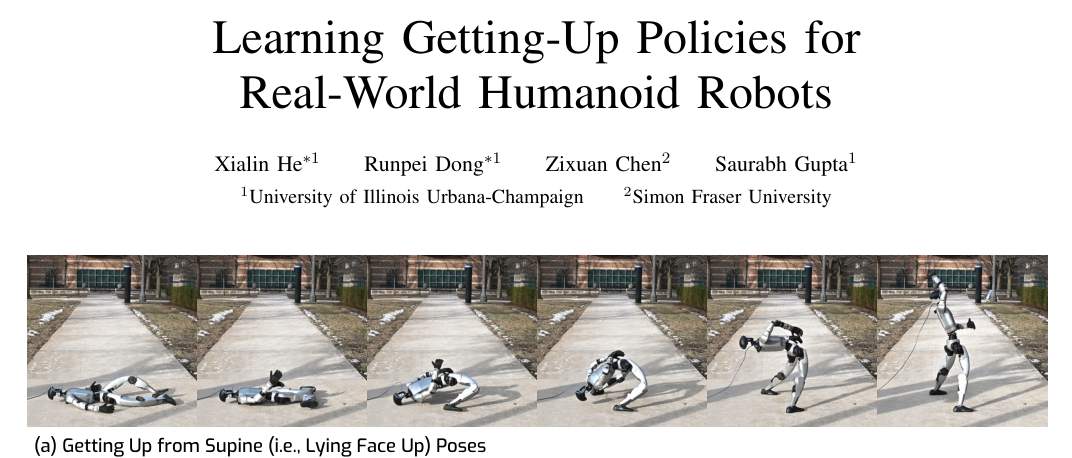 Learning Getting-Up Policies for
Real-World Humanoid Robots
Xialin He*1 Runpei Dong*1 Zixuan Chen2 Saurabh Gupta1
1University of Illinois Urbana-Champaign 2Simon Fraser University
(a) Getting Up from Supine (i.e., Lying Face Up) Poses